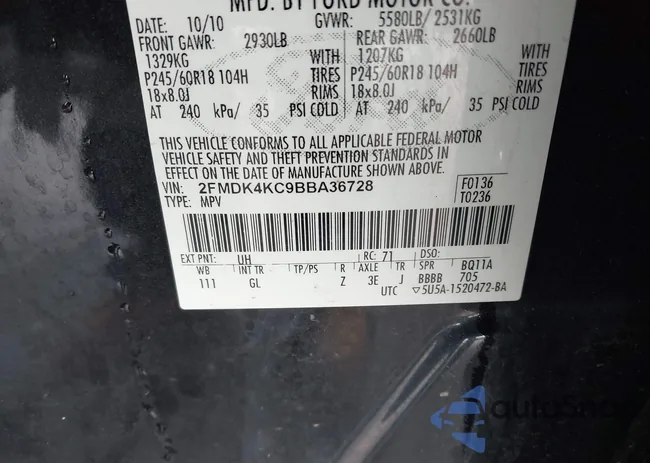 MFD. BY FORD MOTOR CO.
DATE: 10/10 GVWR: 5580LB/ 2531KG
FRONT GAWR: 2930LB REAR GAWR: 2660LB
1329KG WITH 1207KG WITH
P245/60R18 104H TIRES P245/60R18 104H TIRES
18x8.0J RIMS 18x8.0J RIMS
AT 240 kPa/ 35 PSI COLD AT 240 kPa/ 35 PSI COLD
THIS VEHICLE CONFORMS TO ALL APPLICABLE FEDERAL MOTOR
VEHICLE SAFETY AND THEFT PREVENTION STANDARDS IN
EFFECT ON THE DATE OF MANUFACTURE SHOWN ABOVE.
VIN: 2FMDK4KC9BBA36728 F0136
TYPE: MPV T0236
EXT PNT: UH RC: 71 DSO:
WB INT TR TP/PS R AXLE TR SPR BQ11A
111 GL Z 3E J BBBB 705
UTC 5U5A-1520472-BA